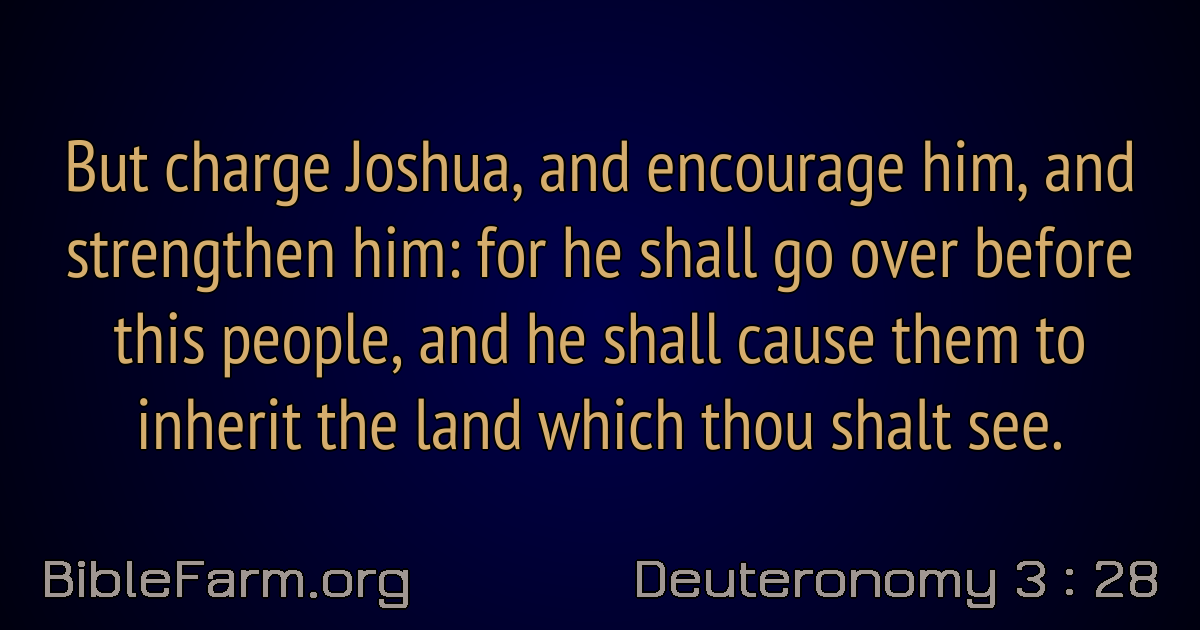 But charge Joshua, and encourage him, and
strengthen him: for he shall go over before
this people, and he shall cause them to
inherit the land which thou shalt see.
BibleFarm.org
Deuteronomy 3 : 28